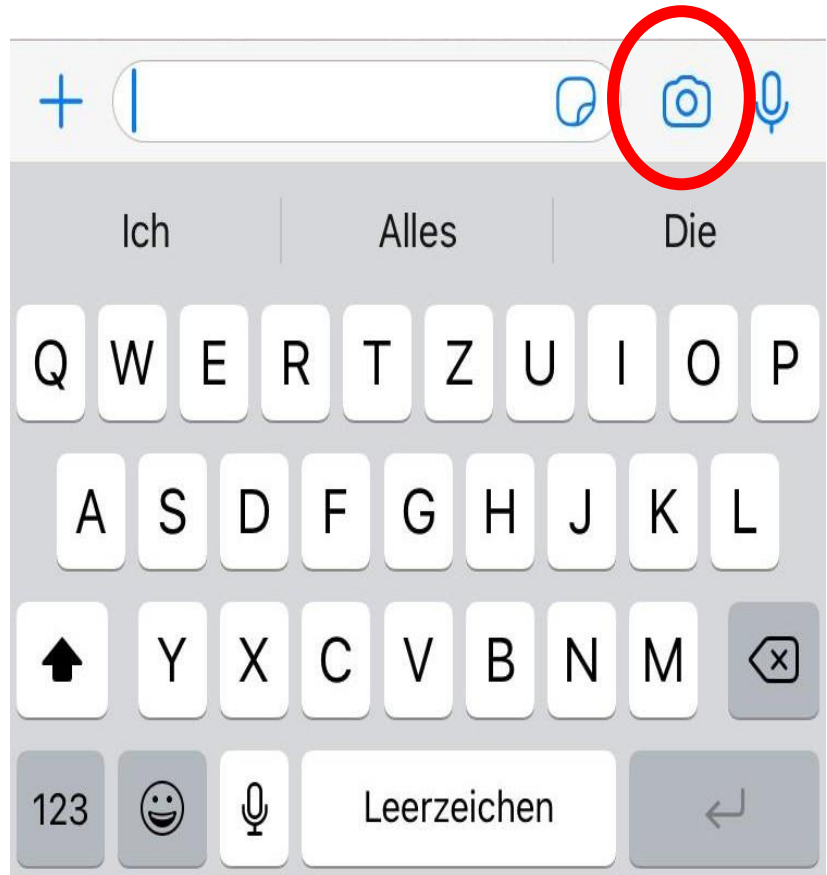 Ich Alles Die
Q W E R T Z U I O P
A S D F G H J K L
Y X C V B N M
123 Leerzeichen